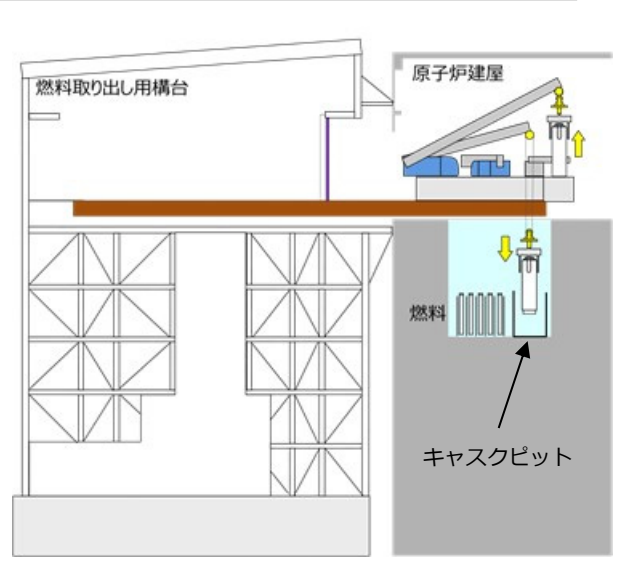 燃料取り出し用構台
原子炉建屋
燃料
キャスクピット